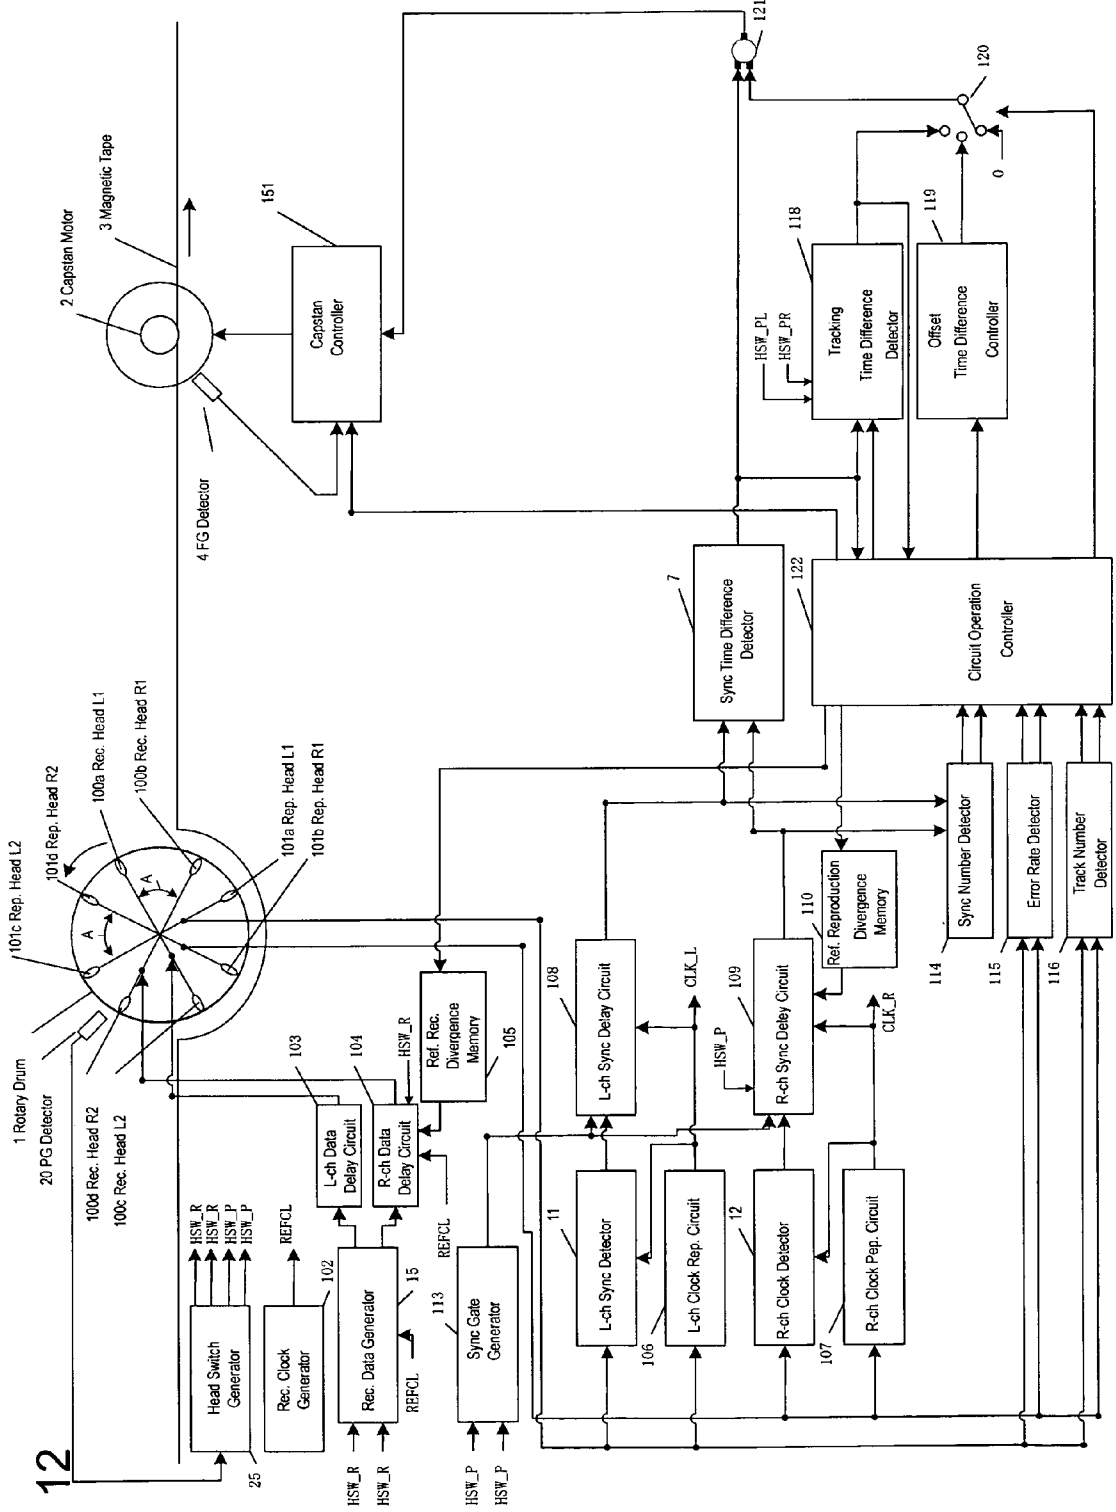 12
1 Rotary Drum
20 PG Detector
100d Rec. Head R2
100c Rec. Head L2
101c Rep. Head L2
101d Rep. Head R2
100a Rec. Head L1
100b Rec. Head R1
101a Rep. Head L1
101b Rep. Head R1
A
A
2 Capstan Motor
3 Magnetic Tape
4 FG Detector
Capstan
Controller
151
Head Switch
Generator
25
HSW_R
HSW_R
HSW_P
HSW_P
Rec. Clock
Generator
102
REFCL
HSW_R
HSW_R
Rec. Data Generator
15
REFCL
L-ch Data
Delay Circuit
103
R-ch Data
Delay Circuit
104
HSW_R
REFCL
Ref. Rec.
Divergence
Memory
105
HSW_P
HSW_P
Sync Gate
Generator
113
L-ch Sync Detector
11
L-ch Clock Rep. Circuit
106
R-ch Clock Detector
12
R-ch Clock Pep. Circuit
107
L-ch Sync Delay Circuit
108
CLK_L
HSW_P
R-ch Sync Deley Circuit
109
CLK_R
Ref. Reproduction
Divergence
Memory
110
Sync Number Detector
114
Error Rate Detector
115
Track Number
Detector
116
Sync Time Difference
Detector
7
Circuit Operation
Controller
122
HSW_PL
HSW_PR
Tracking
Time Difference
Detector
118
Offset
Time Difference
Controller
119
0
120
121